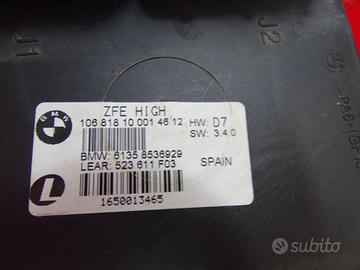 J1
J2
BMW
ZFE HIGH
106 818 10 001 46 12 HW: D7
SW: 3.4.0
BMW: 6135 8536929
LEAR: 523 611 F03 SPAIN
L
1650013465
subito